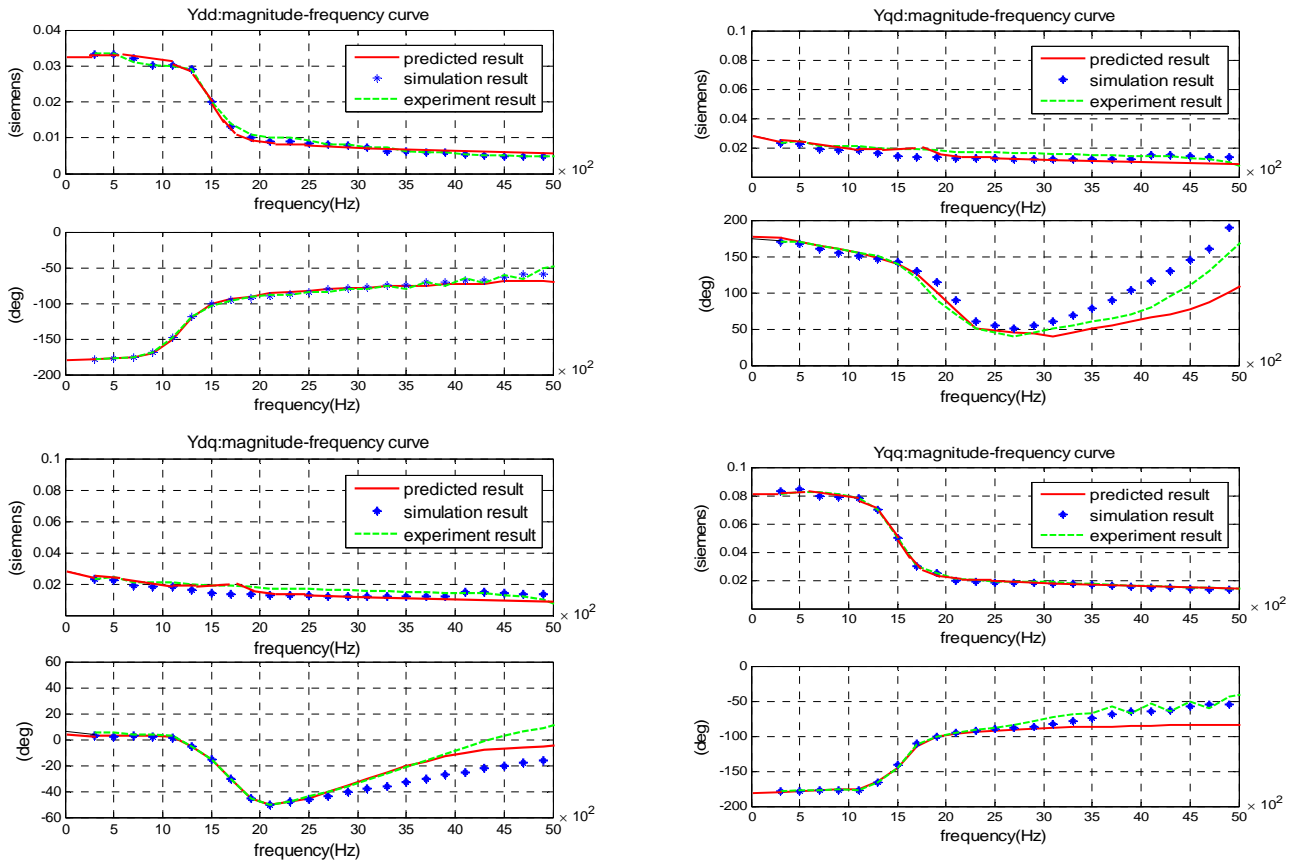 Ydd:magnitude-frequency curve
(siemens)
0.04
0.03
0.02
0.01
0
predicted result
simulation result
experiment result
0 5 10 15 20 25 30 35 40 45 50
× 10²
frequency(Hz)
(deg)
0
-50
-100
-150
-200
0 5 10 15 20 25 30 35 40 45 50
× 10²
frequency(Hz)
Yqd:magnitude-frequency curve
(siemens)
0.1
0.08
0.06
0.04
0.02
predicted result
simulation result
experiment result
0 5 10 15 20 25 30 35 40 45 50
× 10²
frequency(Hz)
(deg)
200
150
100
50
0
0 5 10 15 20 25 30 35 40 45 50
× 10²
frequency(Hz)
Ydq:magnitude-frequency curve
(siemens)
0.1
0.08
0.06
0.04
0.02
predicted result
simulation result
experiment result
0 5 10 15 20 25 30 35 40 45 50
× 10²
frequency(Hz)
(deg)
60
40
20
0
-20
-40
-60
0 5 10 15 20 25 30 35 40 45 50
× 10²
frequency(Hz)
Yqq:magnitude-frequency curve
(siemens)
0.1
0.08
0.06
0.04
0.02
predicted result
simulation result
experiment result
0 5 10 15 20 25 30 35 40 45 50
× 10²
frequency(Hz)
(deg)
0
-50
-100
-150
-200
0 5 10 15 20 25 30 35 40 45 50
× 10²
frequency(Hz)